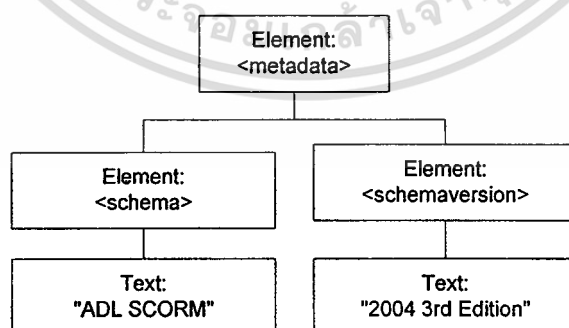 Element:
<metadata>
Element:
<schema>
Element:
<schemaversion>
Text:
"ADL SCORM"
Text:
"2004 3rd Edition"